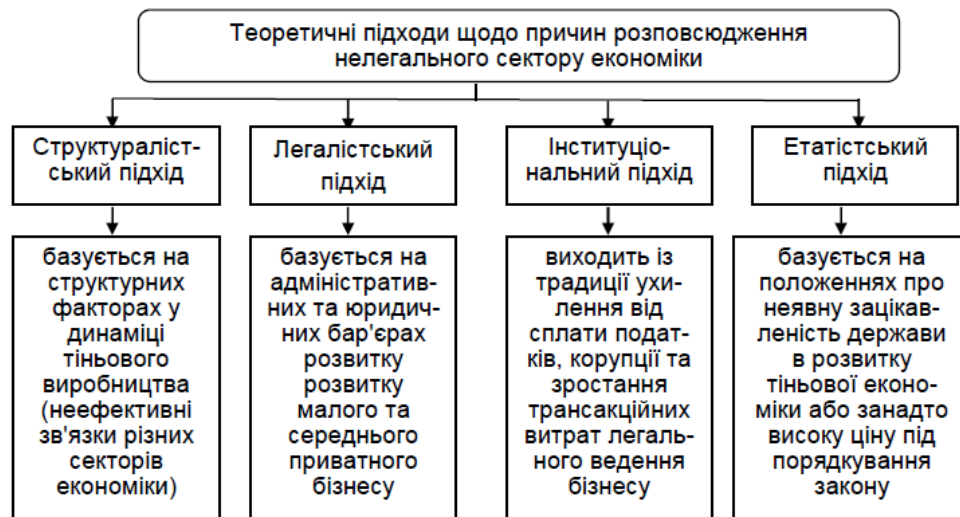 Теоретичні підходи щодо причин розповсюдження
нелегального сектору економіки
Структураліст-
ський підхід
Легалістський
підхід
Інституціо-
нальний підхід
Етатістський
підхід
базується на
структурних
факторах у
динаміці
тіньового
виробництва
(неефективні
зв'язки різних
секторів
економіки)
базується на
адміністратив-
них та юридич-
них бар'єрах
розвитку
розвитку
малого та
середнього
приватного
бізнесу
виходить із
традиції ухи-
лення від
сплати подат-
ків, корупції та
зростання
трансакційних
витрат легаль-
ного ведення
бізнесу
базується на
положеннях про
неявну зацікав-
леність держави
в розвитку
тіньової еконо-
міки або занадто
високу ціну під
порядкування
закону